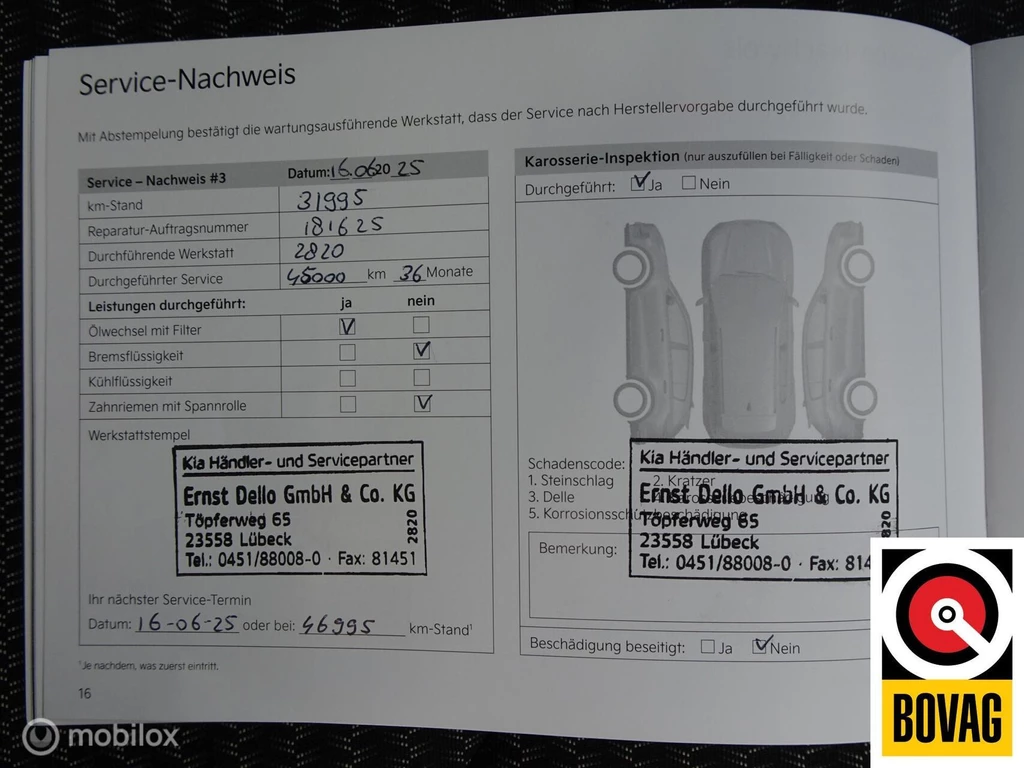 Service-Nachweis
Mit Abstempelung bestätigt die wartungsausführende Werkstatt, dass der Service nach Herstellervorgabe durchgeführt wurde.
Service – Nachweis #3 Datum: 16.06 20 25
km-Stand 31995
Reparatur-Auftragsnummer 181625
Durchführende Werkstatt 2820
Durchgeführter Service 45000 km 36 Monate
Leistungen durchgeführt: ja nein
Ölwechsel mit Filter
Bremsflüssigkeit
Kühlflüssigkeit
Zahnriemen mit Spannrolle
Werkstattstempel
Kia Händler- und Servicepartner
Ernst Dello GmbH & Co. KG
Töpferweg 65
23558 Lübeck
Tel.: 0451/88008-0 · Fax: 81451
2820
Ihr nächster Service-Termin
Datum: 16-06-25 oder bei: 46995 km-Stand¹
¹Je nachdem, was zuerst eintritt.
16
Karosserie-Inspektion (nur auszufüllen bei Fälligkeit oder Schaden)
Durchgeführt: Ja Nein
Schadenscode:
1. Steinschlag 2. Kratzer
3. Delle
5. Korrosionsschutzbeschädigung
Kia Händler- und Servicepartner
Ernst Dello GmbH & Co. KG
Töpferweg 65
23558 Lübeck
Tel.: 0451/88008-0 · Fax: 814
2820
Bemerkung:
Beschädigung beseitigt: Ja Nein
BOVAG
mobilox